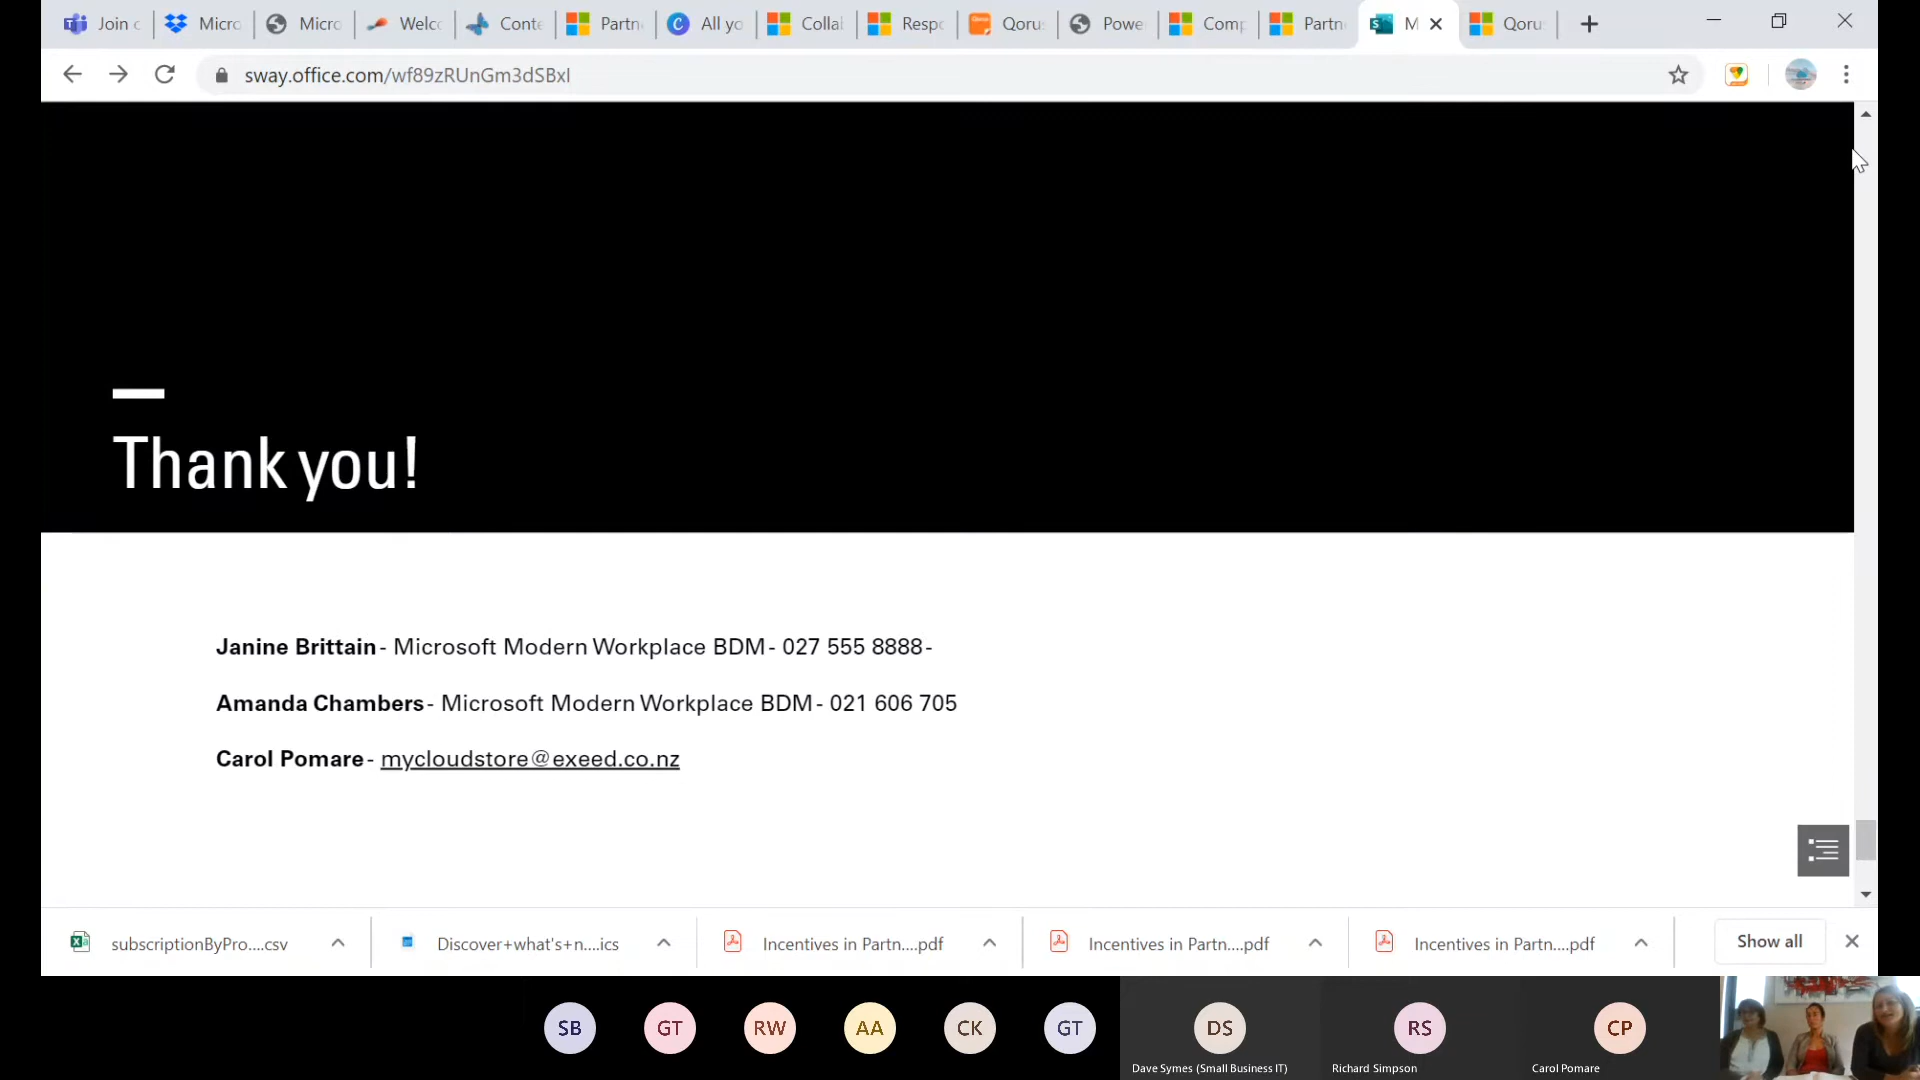 Join c Micro Micro Welc Conte Partn All yo Collal Respo Qoru Powe Comp Partn M Qoru
sway.office.com/wf89zRUnGm3dSBxl
Thank you!
Janine Brittain - Microsoft Modern Workplace BDM - 027 555 8888 -
Amanda Chambers - Microsoft Modern Workplace BDM - 021 606 705
Carol Pomare - mycloudstore@exeed.co.nz
subscriptionByPro....csv Discover+what's+n....ics Incentives in Partn....pdf Incentives in Partn....pdf Incentives in Partn....pdf Show all
SB GT RW AA CK GT DS RS CP
Dave Symes (Small Business IT) Richard Simpson Carol Pomare